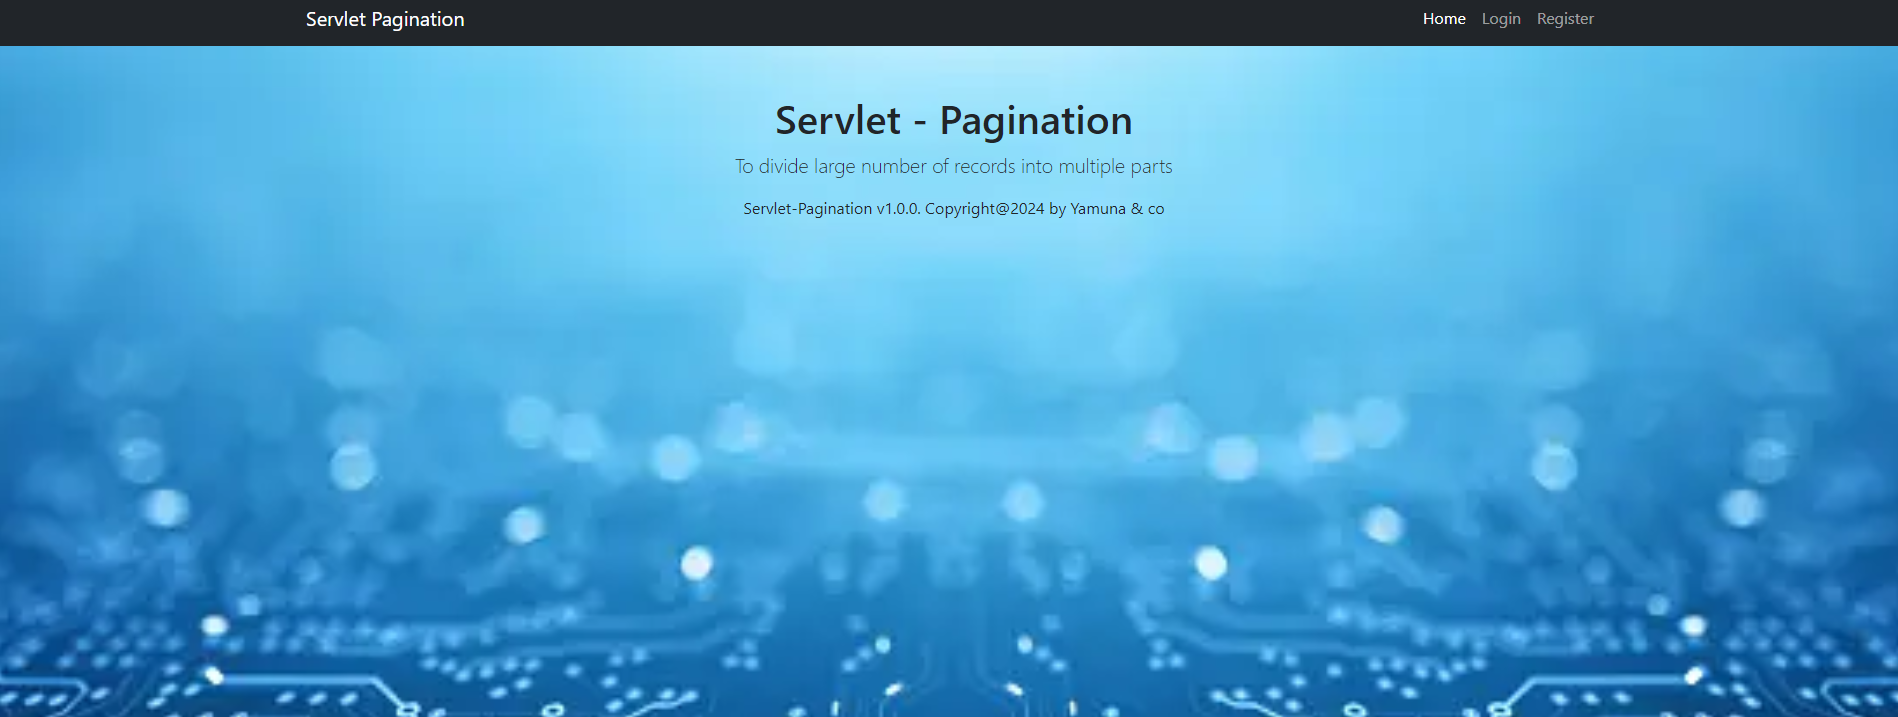 Servlet Pagination
Home Login Register
Servlet - Pagination
To divide large number of records into multiple parts
Servlet-Pagination v1.0.0. Copyright@2024 by Yamuna & co